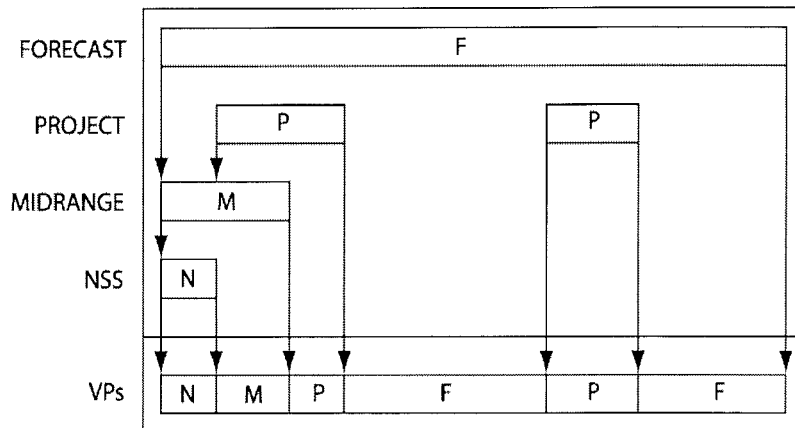 FORECAST F
PROJECT P P
MIDRANGE M
NSS N
VPs N M P F P F